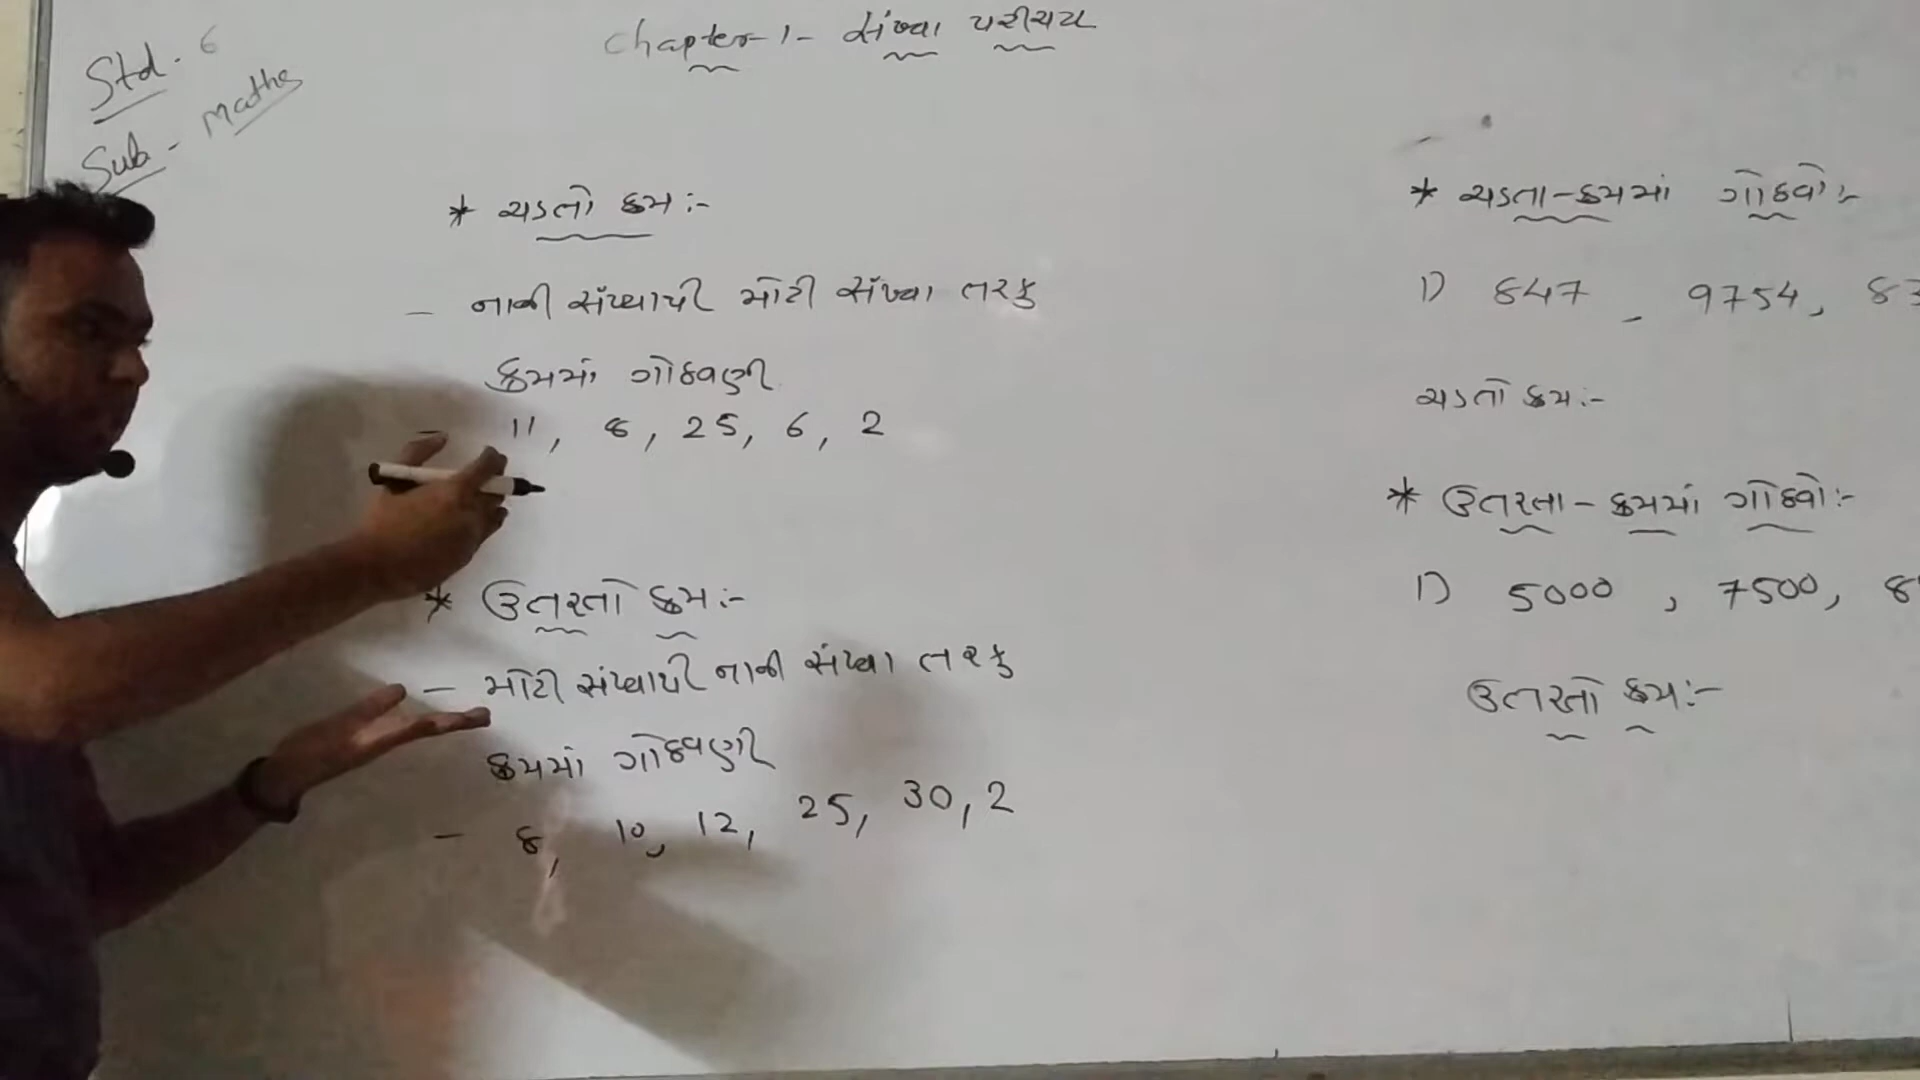 Std. 6
Sub - Maths
Chapter-1- સંખ્યા પરીચય
* ચડતો ક્રમ :-
- નાની સંખ્યાથી મોટી સંખ્યા તરફ
ક્રમમાં ગોઠવણી
- 11, 8, 25, 6, 2
* ઉતરતો ક્રમ :-
- મોટી સંખ્યાથી નાની સંખ્યા તરફ
ક્રમમાં ગોઠવણી
- 8, 10, 12, 25, 30, 2
* ચડતા-ક્રમમાં ગોઠવો :-
1) 847, 9754, 83
ચડતો ક્રમ :-
* ઉતરતા - ક્રમમાં ગોઠવો :-
1) 5000, 7500, 8
ઉતરતો ક્રમ :-